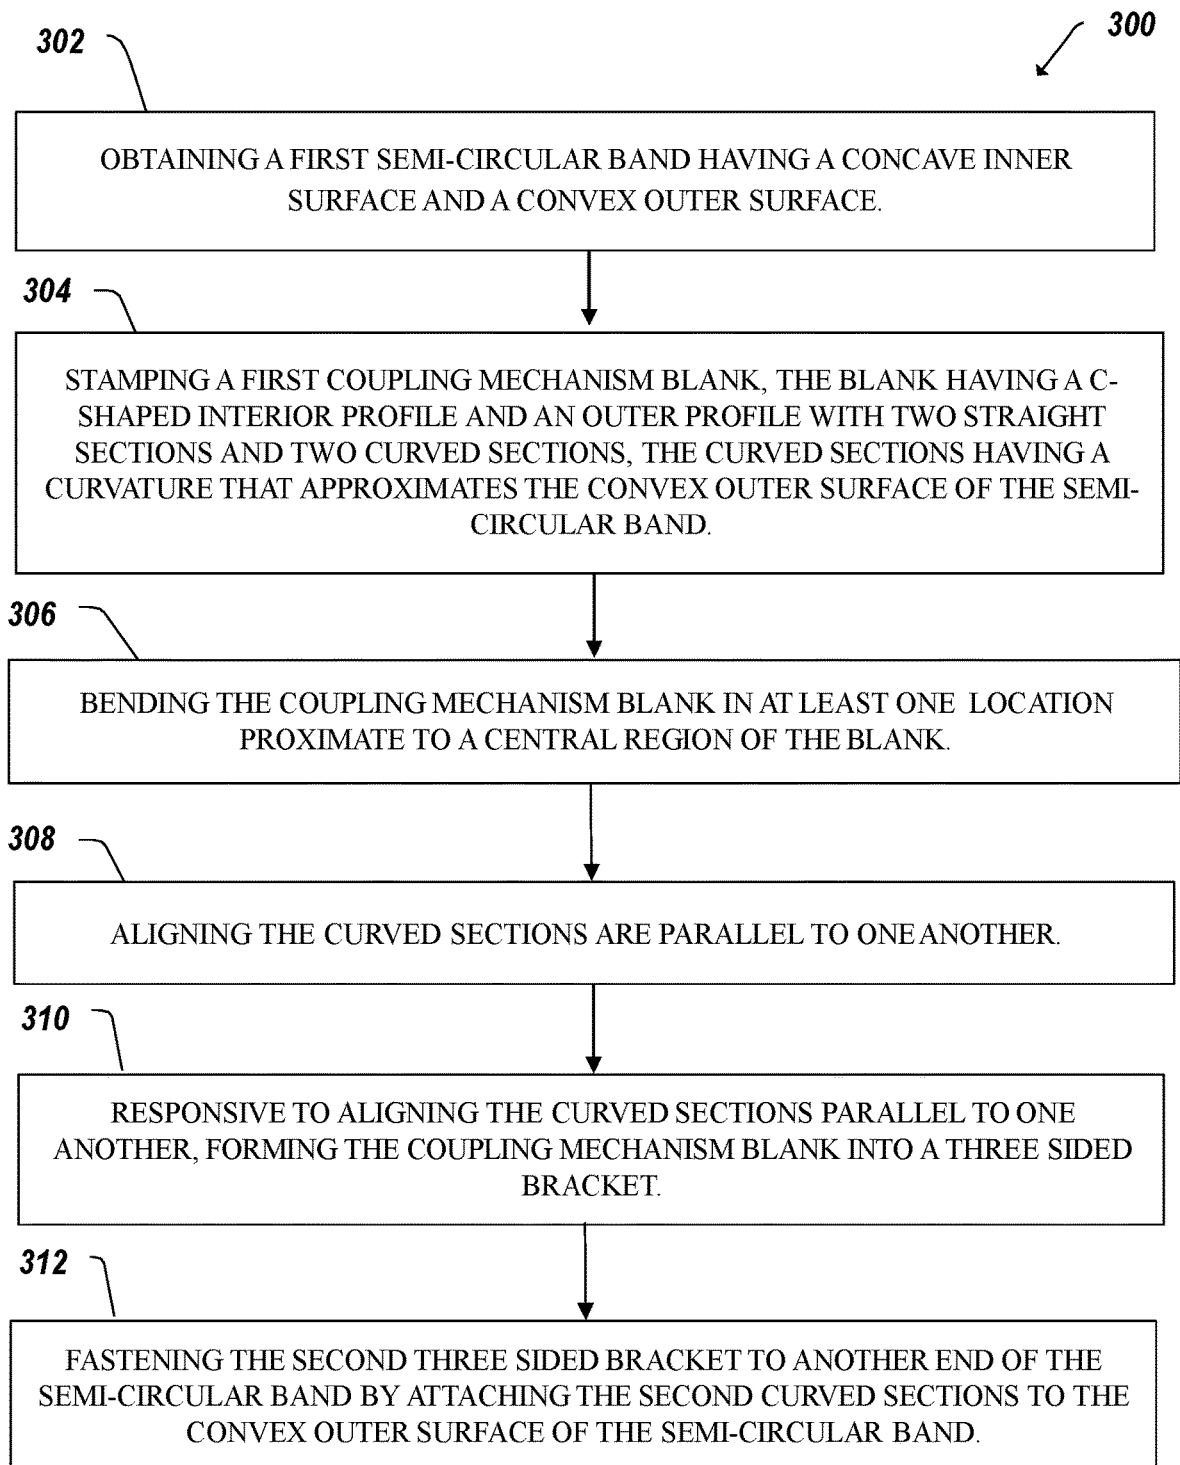 300
302
OBTAINING A FIRST SEMI-CIRCULAR BAND HAVING A CONCAVE INNER
SURFACE AND A CONVEX OUTER SURFACE.
304
STAMPING A FIRST COUPLING MECHANISM BLANK, THE BLANK HAVING A C-
SHAPED INTERIOR PROFILE AND AN OUTER PROFILE WITH TWO STRAIGHT
SECTIONS AND TWO CURVED SECTIONS, THE CURVED SECTIONS HAVING A
CURVATURE THAT APPROXIMATES THE CONVEX OUTER SURFACE OF THE SEMI-
CIRCULAR BAND.
306
BENDING THE COUPLING MECHANISM BLANK IN AT LEAST ONE LOCATION
PROXIMATE TO A CENTRAL REGION OF THE BLANK.
308
ALIGNING THE CURVED SECTIONS ARE PARALLEL TO ONE ANOTHER.
310
RESPONSIVE TO ALIGNING THE CURVED SECTIONS PARALLEL TO ONE
ANOTHER, FORMING THE COUPLING MECHANISM BLANK INTO A THREE SIDED
BRACKET.
312
FASTENING THE SECOND THREE SIDED BRACKET TO ANOTHER END OF THE
SEMI-CIRCULAR BAND BY ATTACHING THE SECOND CURVED SECTIONS TO THE
CONVEX OUTER SURFACE OF THE SEMI-CIRCULAR BAND.